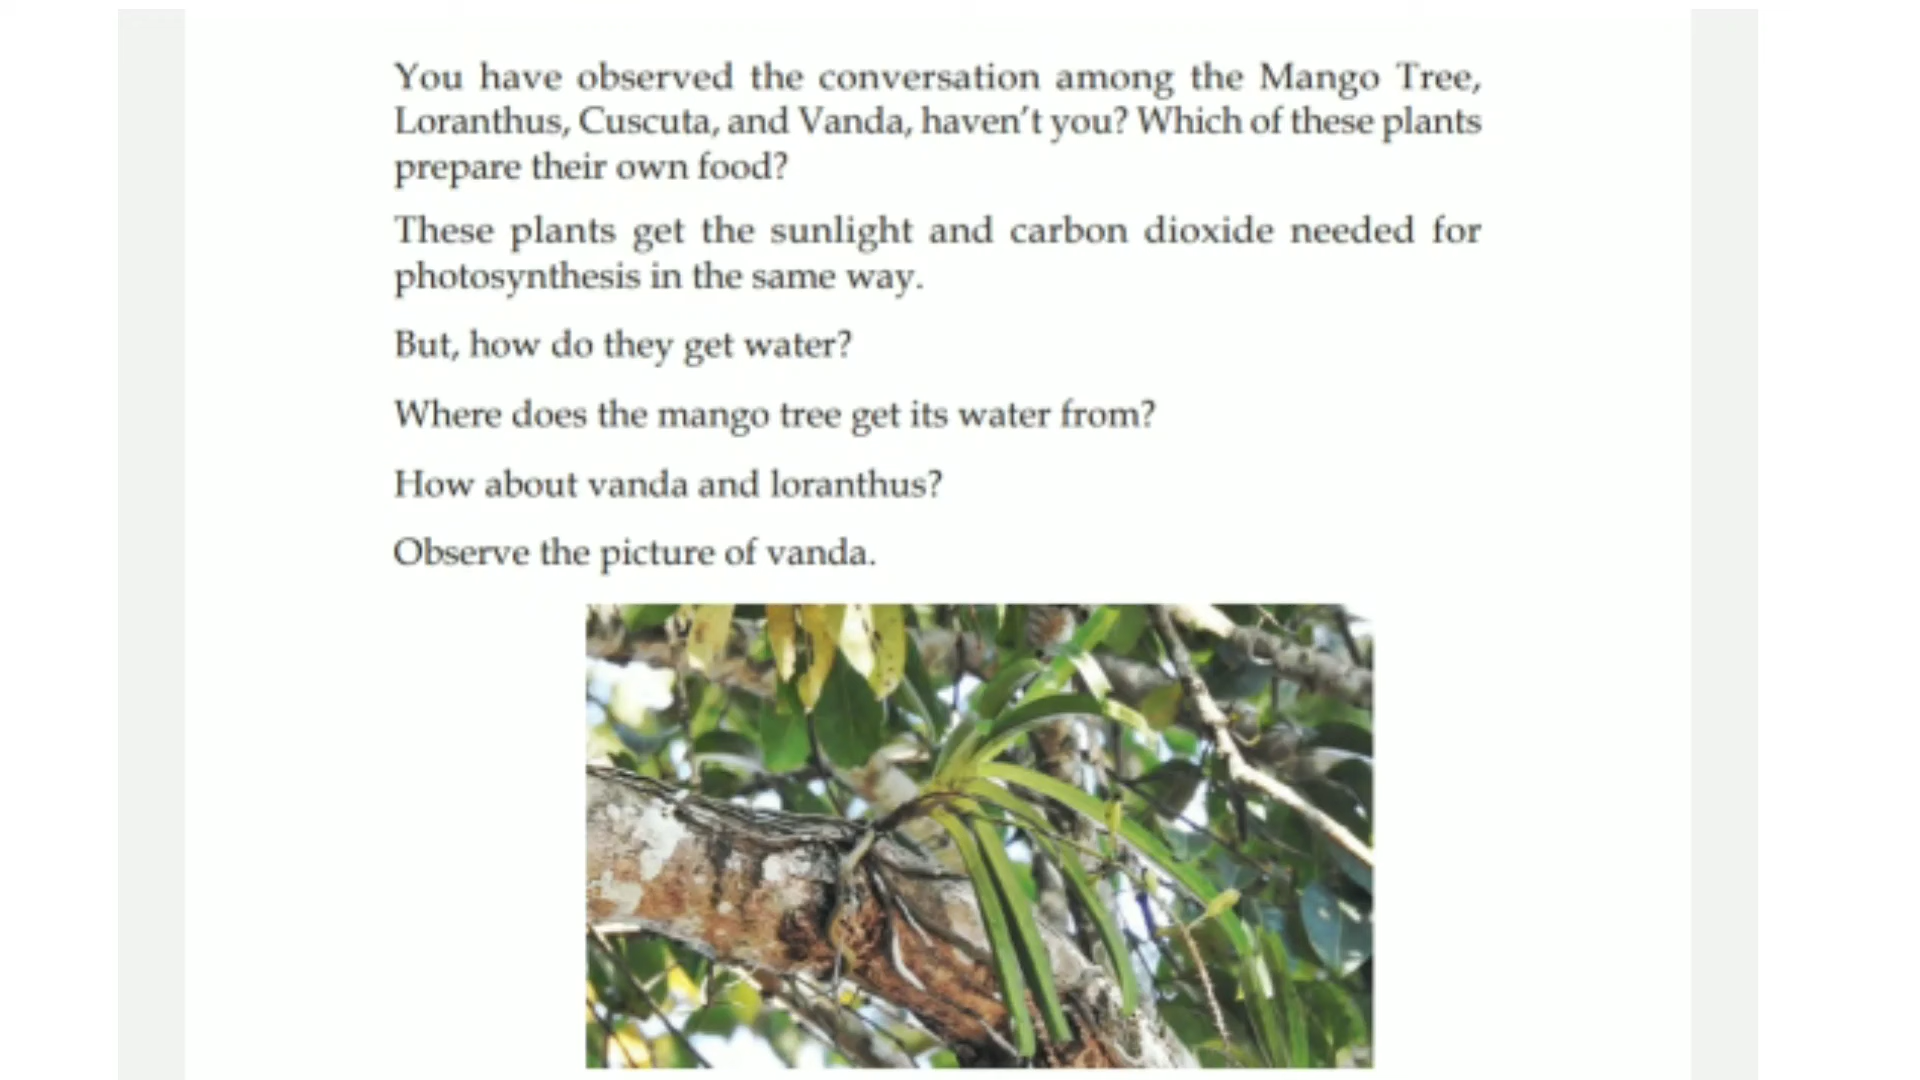 You have observed the conversation among the Mango Tree,
Loranthus, Cuscuta, and Vanda, haven't you? Which of these plants
prepare their own food?
These plants get the sunlight and carbon dioxide needed for
photosynthesis in the same way.
But, how do they get water?
Where does the mango tree get its water from?
How about vanda and loranthus?
Observe the picture of vanda.